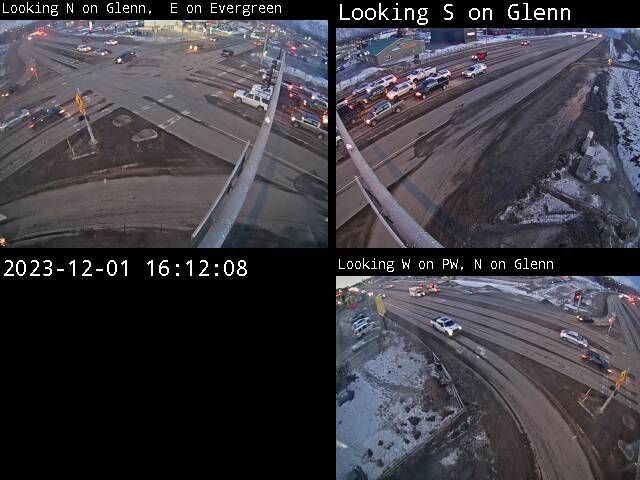 Looking N on Glenn,  E on Evergreen
Looking S on Glenn
2023-12-01 16:12:08
Looking W on PW, N on Glenn